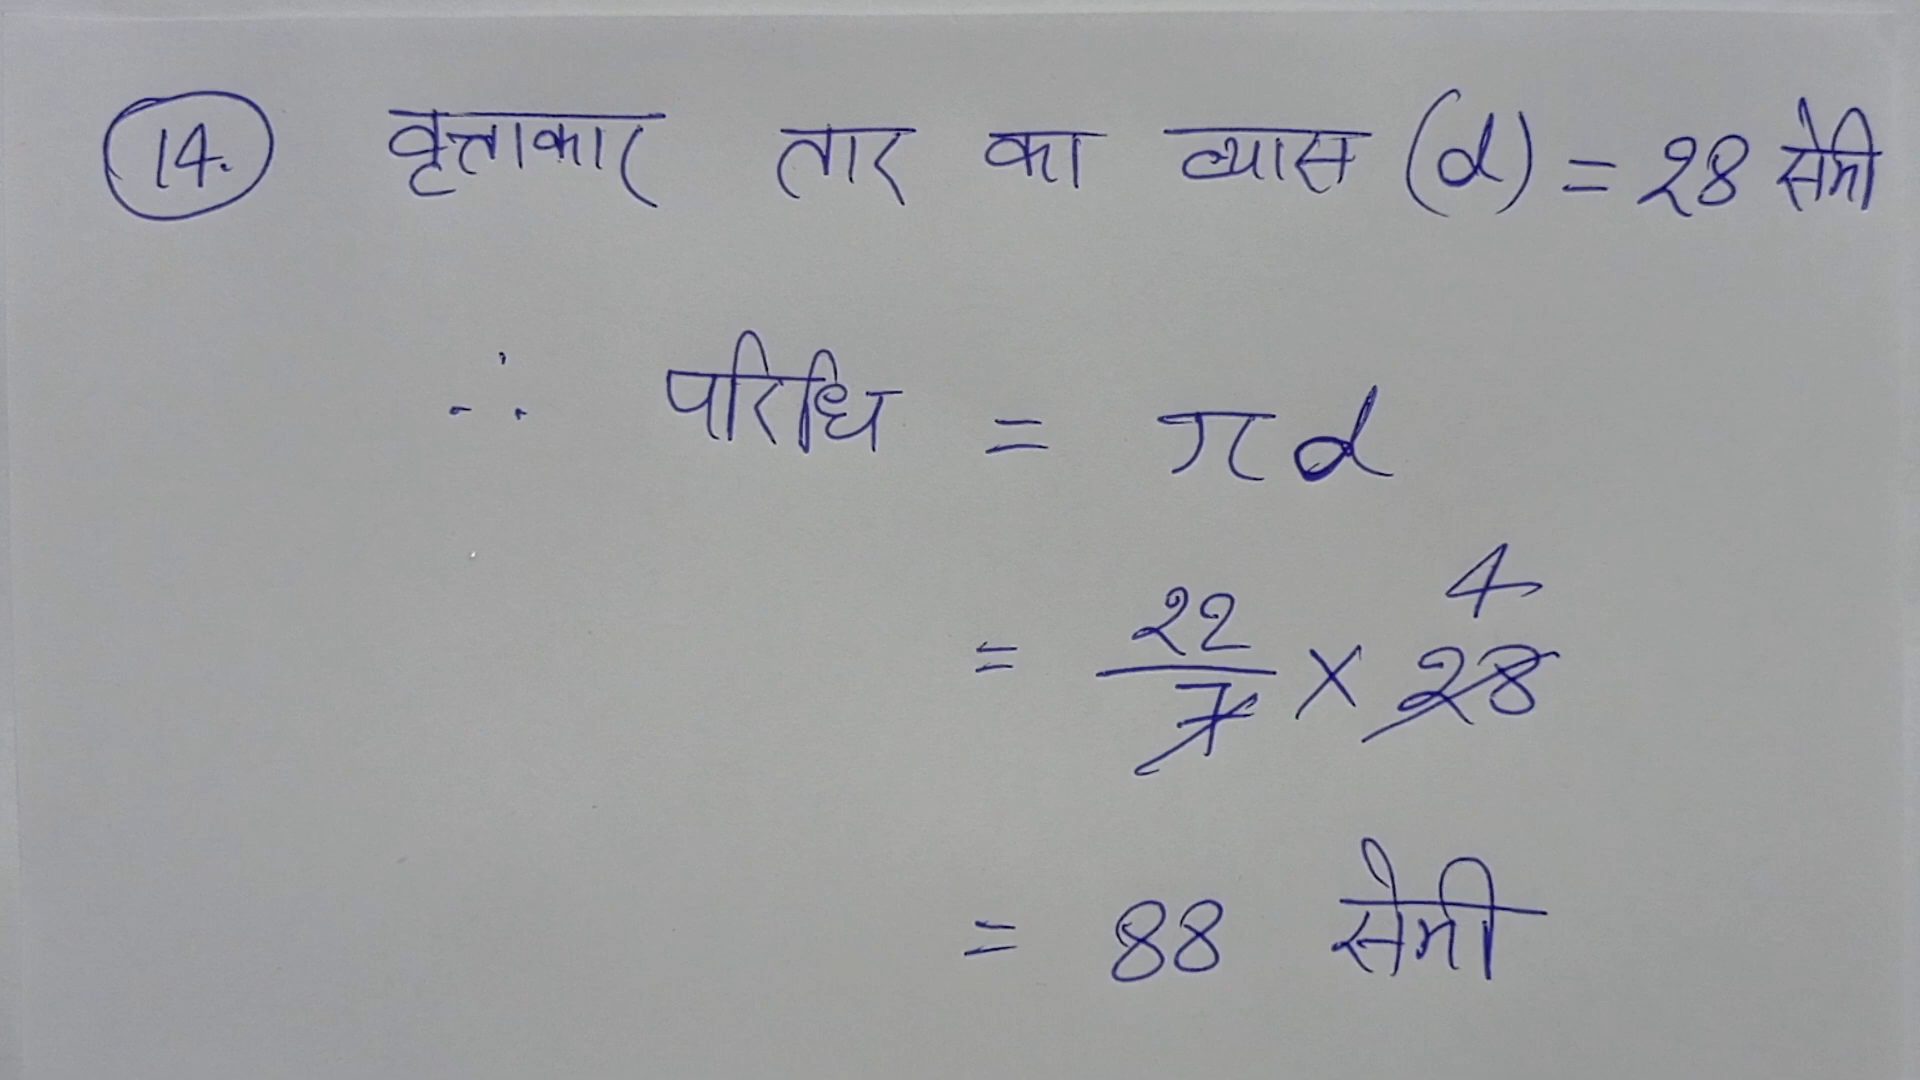 14. वृत्ताकार तार का व्यास (d) = 28 सेमी
∴ परिधि = πd
= 22/7 × 28 4
= 88 सेमी